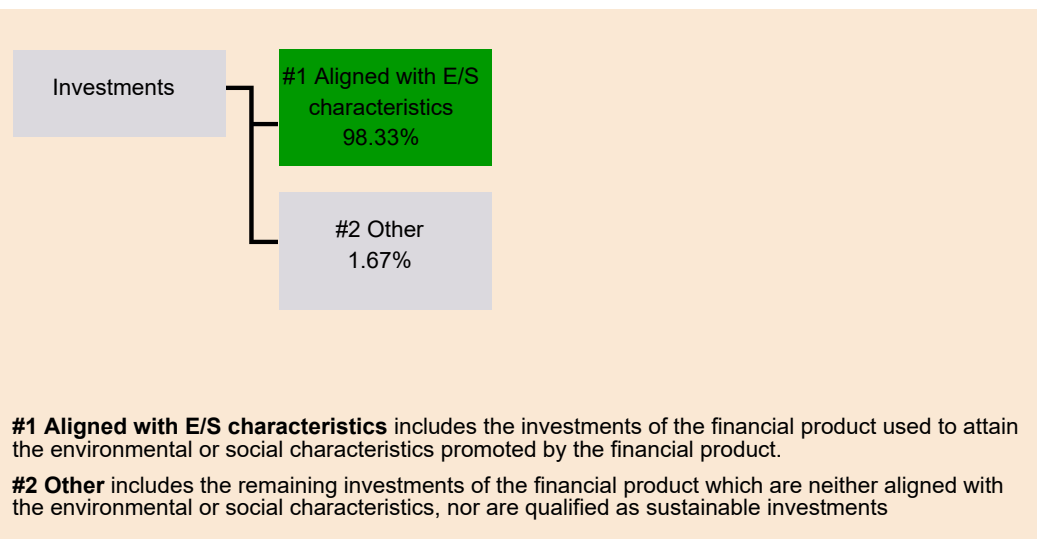 Investments
#1 Aligned with E/S
characteristics
98.33%
#2 Other
1.67%
#1 Aligned with E/S characteristics includes the investments of the financial product used to attain
the environmental or social characteristics promoted by the financial product.
#2 Other includes the remaining investments of the financial product which are neither aligned with
the environmental or social characteristics, nor are qualified as sustainable investments